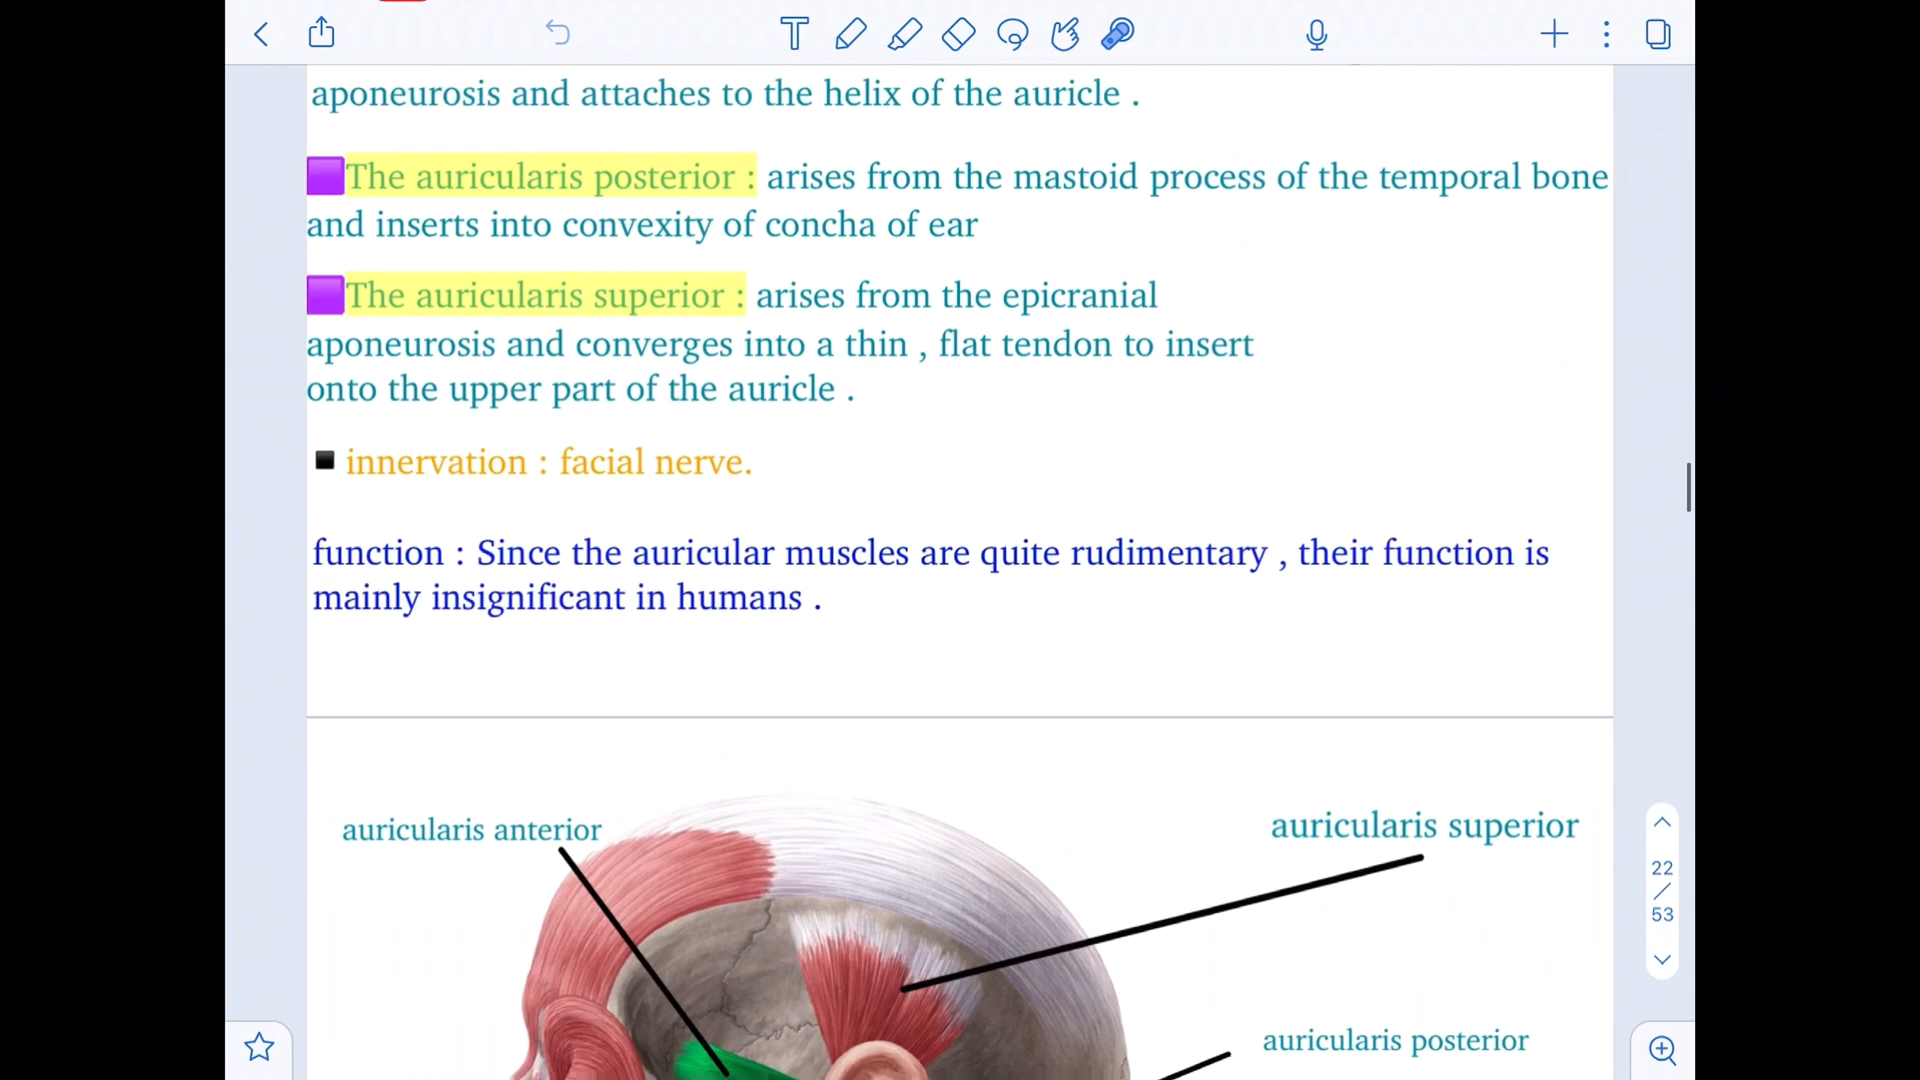 aponeurosis and attaches to the helix of the auricle .
The auricularis posterior : arises from the mastoid process of the temporal bone
and inserts into convexity of concha of ear
The auricularis superior : arises from the epicranial
aponeurosis and converges into a thin , flat tendon to insert
onto the upper part of the auricle .
innervation : facial nerve.
function : Since the auricular muscles are quite rudimentary , their function is
mainly insignificant in humans .
auricularis anterior
auricularis superior
22
/
53
auricularis posterior